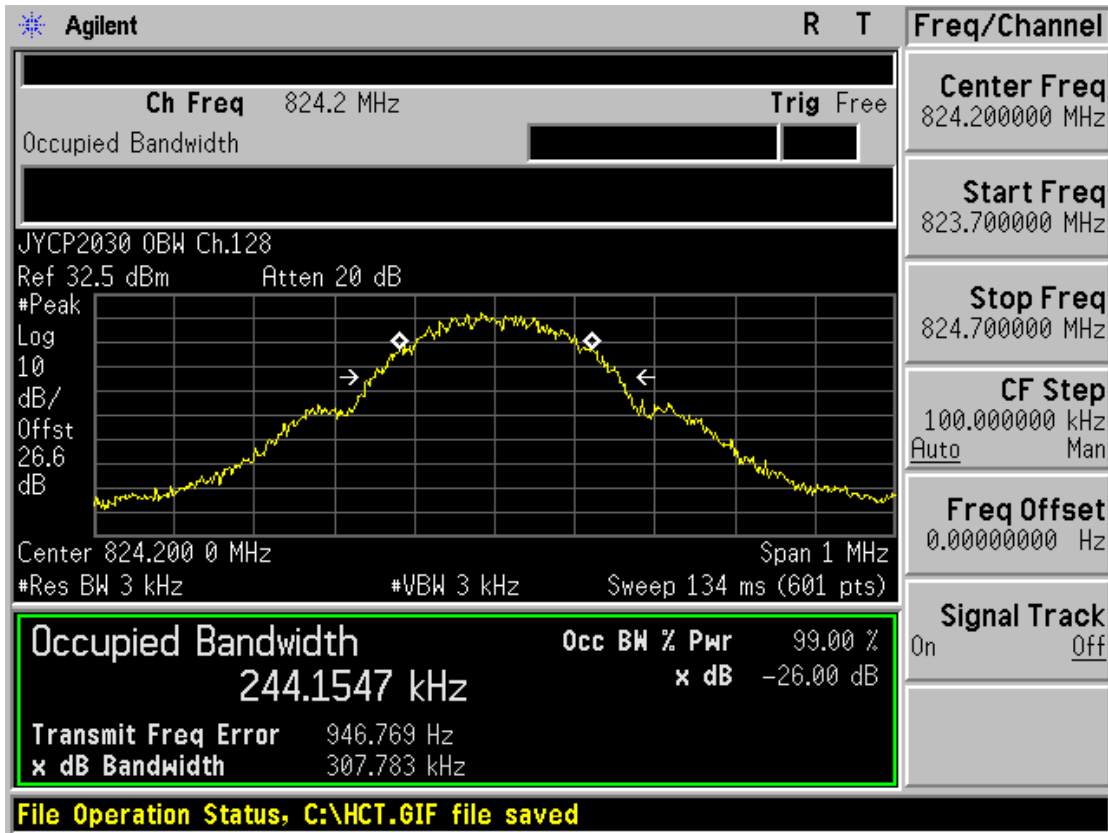 Agilent R T
Ch Freq 824.2 MHz Trig Free
Occupied Bandwidth
JYCP2030 OBW Ch.128
Ref 32.5 dBm Atten 20 dB
#Peak
Log
10
dB/
Offst
26.6
dB
Center 824.200 0 MHz Span 1 MHz
#Res BW 3 kHz #VBW 3 kHz Sweep 134 ms (601 pts)
Occupied Bandwidth
244.1547 kHz
Occ BW % Pwr 99.00 %
x dB -26.00 dB
Transmit Freq Error 946.769 Hz
x dB Bandwidth 307.783 kHz
File Operation Status, C:\HCT.GIF file saved
Freq/Channel
Center Freq
824.200000 MHz
Start Freq
823.700000 MHz
Stop Freq
824.700000 MHz
CF Step
100.000000 kHz
Auto Man
Freq Offset
0.00000000 Hz
Signal Track
On Off